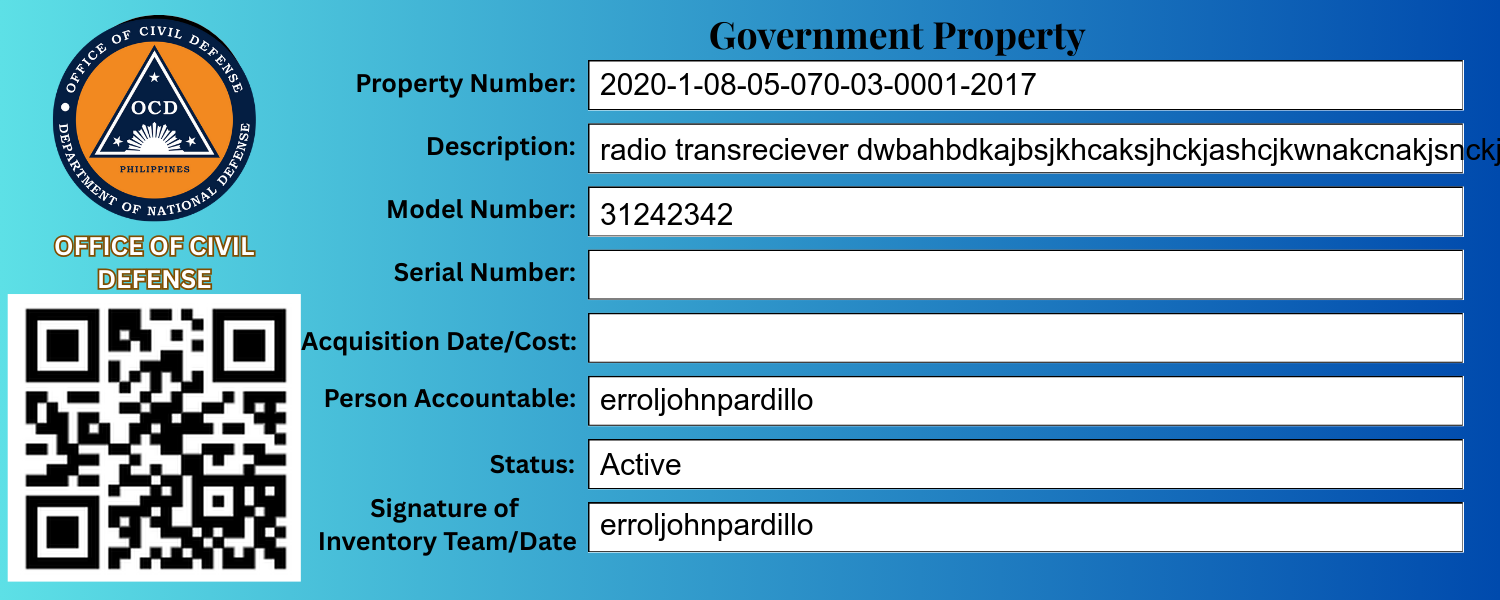 OFFICE OF CIVIL DEFENSE
DEPARTMENT OF NATIONAL DEFENSE
OCD
PHILIPPINES
OFFICE OF CIVIL
DEFENSE
Government Property
Property Number: 2020-1-08-05-070-03-0001-2017
Description: radio transreciever dwbahbdkajbsjkhcaksjhckjashcjkwnakcnakjsnckj
Model Number: 31242342
Serial Number:
Acquisition Date/Cost:
Person Accountable: erroljohnpardillo
Status: Active
Signature of
Inventory Team/Date erroljohnpardillo